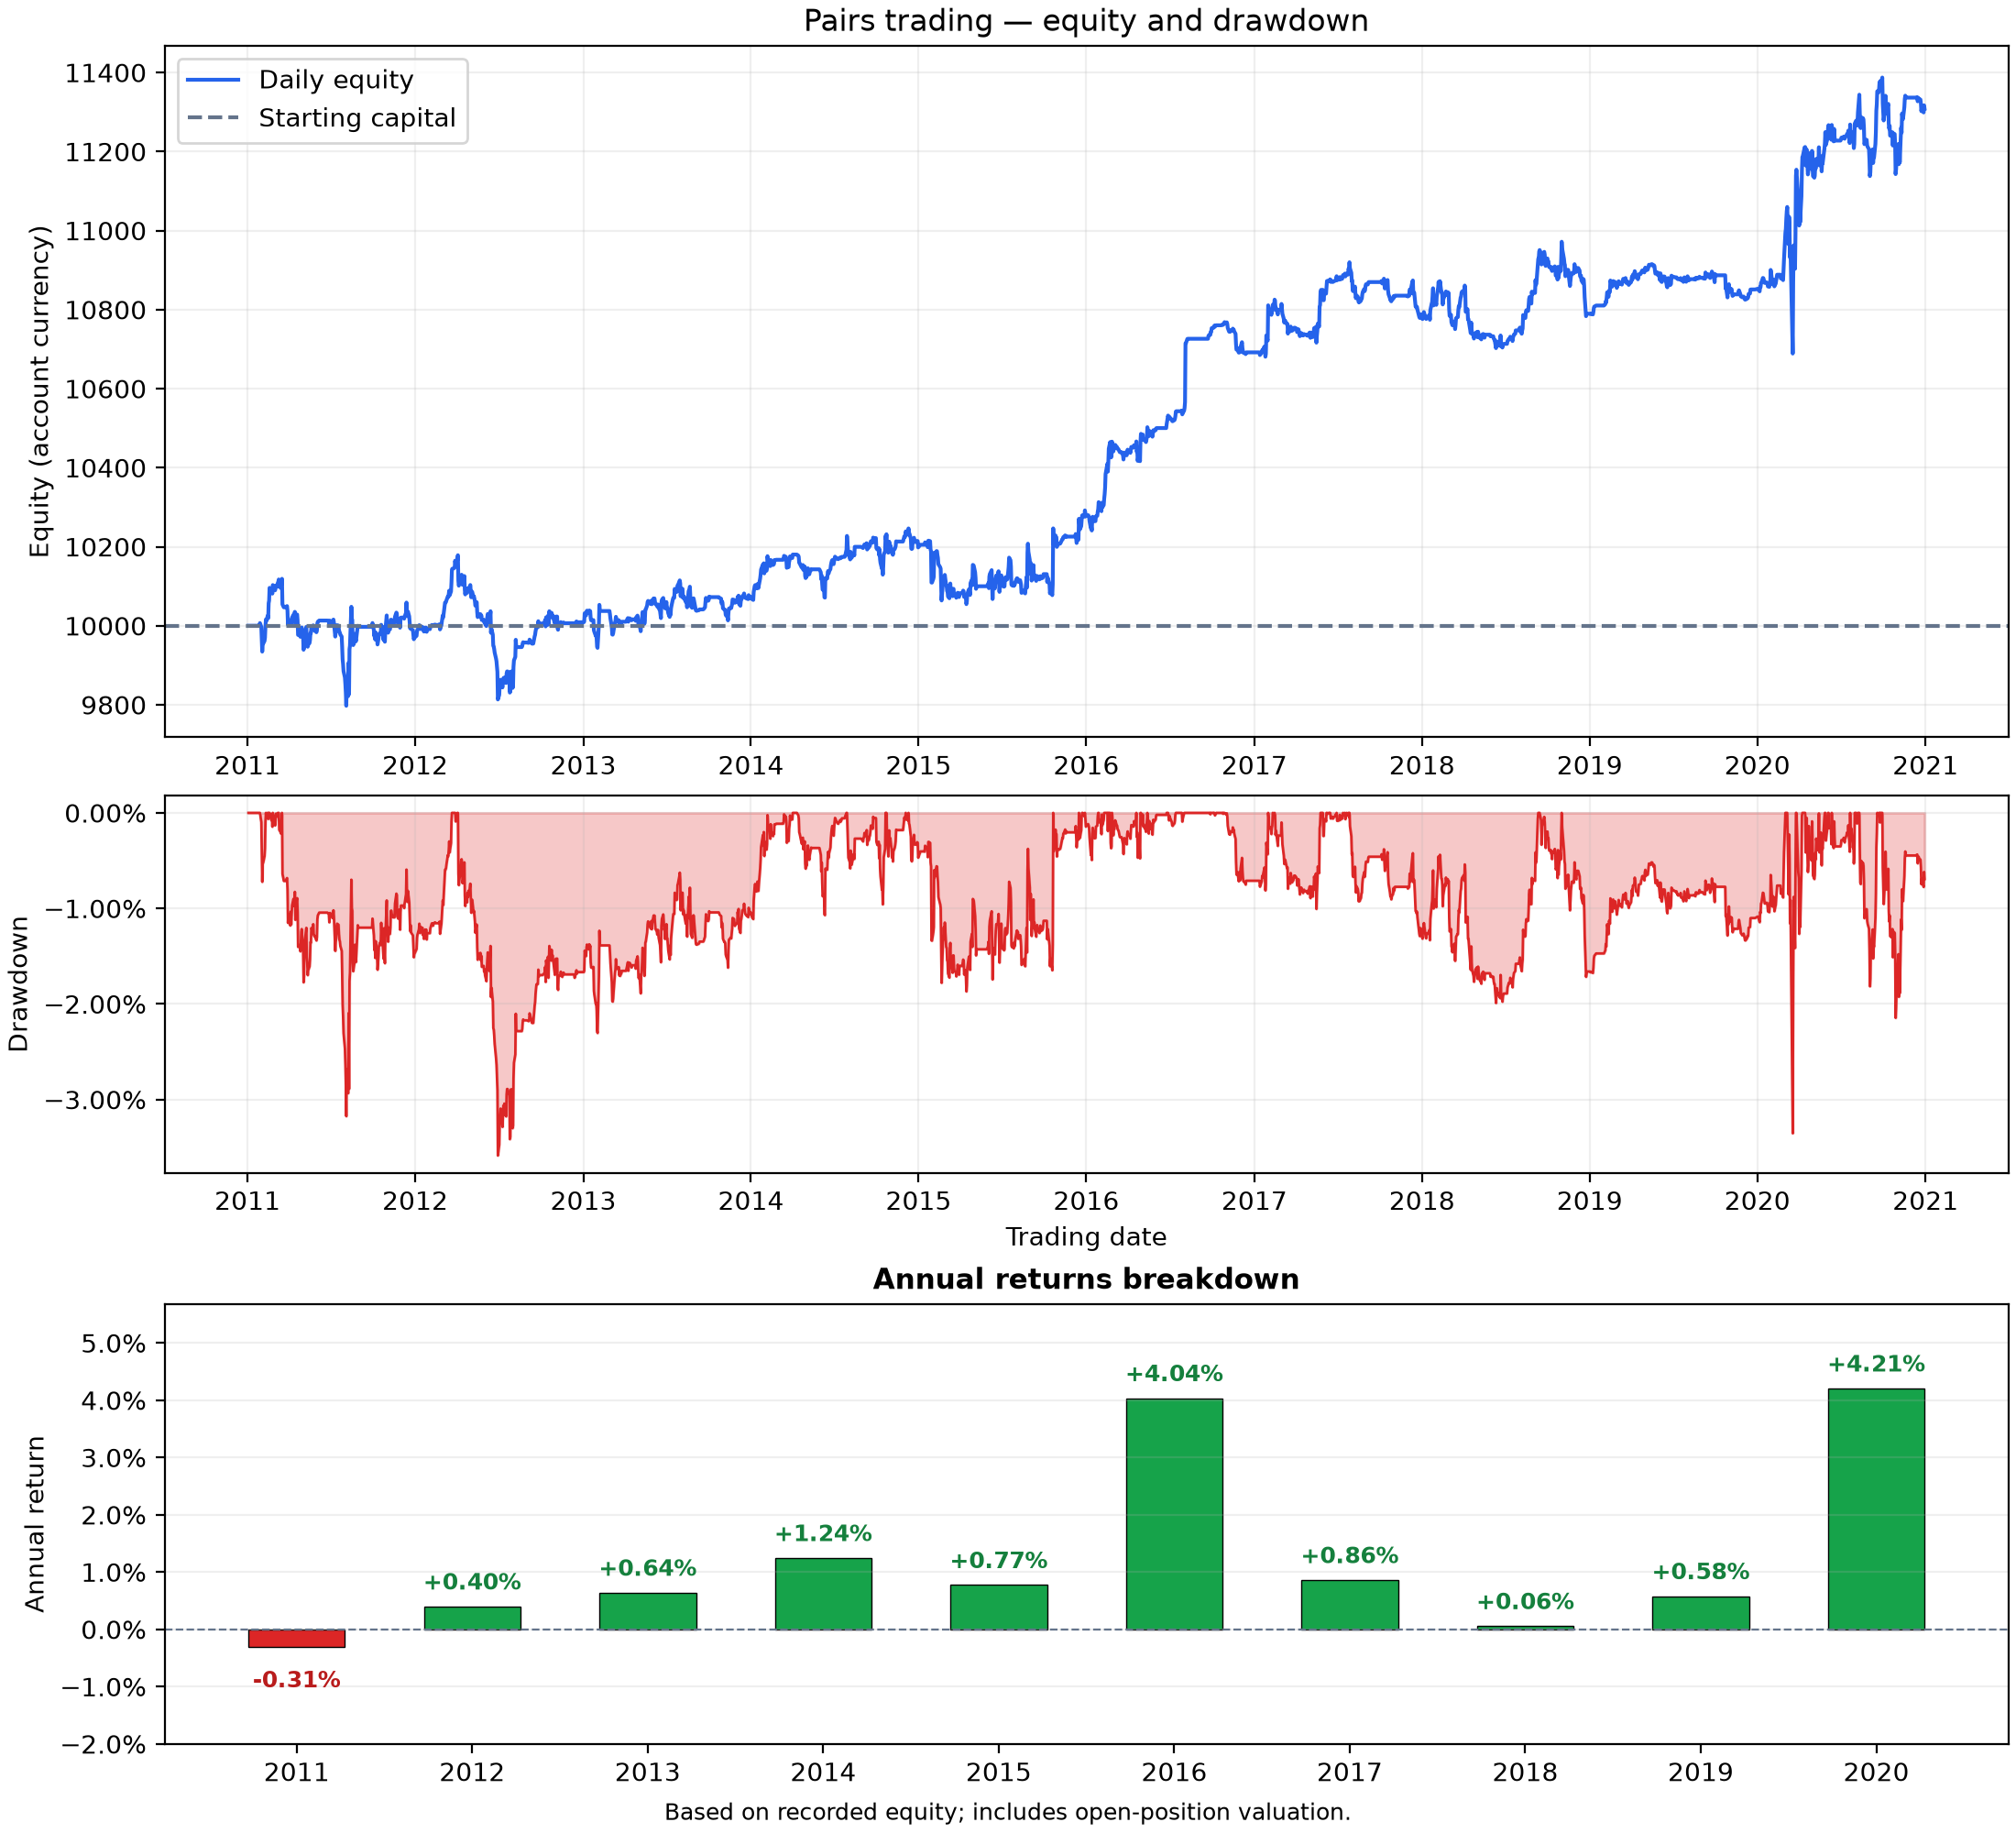 Pairs trading — equity and drawdown
Daily equity
Starting capital
Equity (account currency)
11400
11200
11000
10800
10600
10400
10200
10000
9800
2011 2012 2013 2014 2015 2016 2017 2018 2019 2020 2021
Drawdown
0.00%
−1.00%
−2.00%
−3.00%
2011 2012 2013 2014 2015 2016 2017 2018 2019 2020 2021
Trading date
Annual returns breakdown
Annual return
5.0%
4.0%
3.0%
2.0%
1.0%
0.0%
−1.0%
−2.0%
-0.31%
+0.40%
+0.64%
+1.24%
+0.77%
+4.04%
+0.86%
+0.06%
+0.58%
+4.21%
2011 2012 2013 2014 2015 2016 2017 2018 2019 2020
Based on recorded equity; includes open-position valuation.